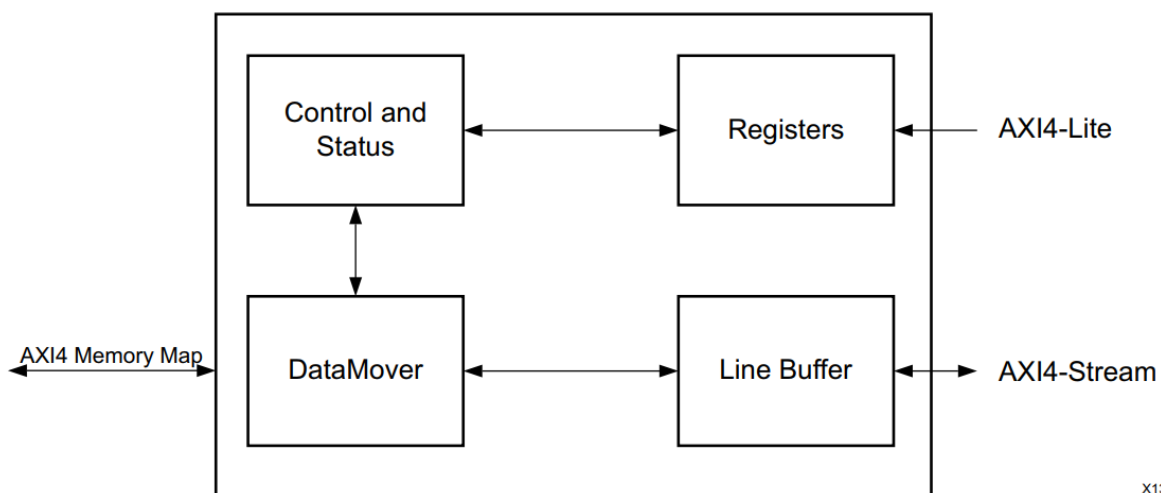 Control and
Status
Registers
AXI4-Lite
AXI4 Memory Map
DataMover
Line Buffer
AXI4-Stream